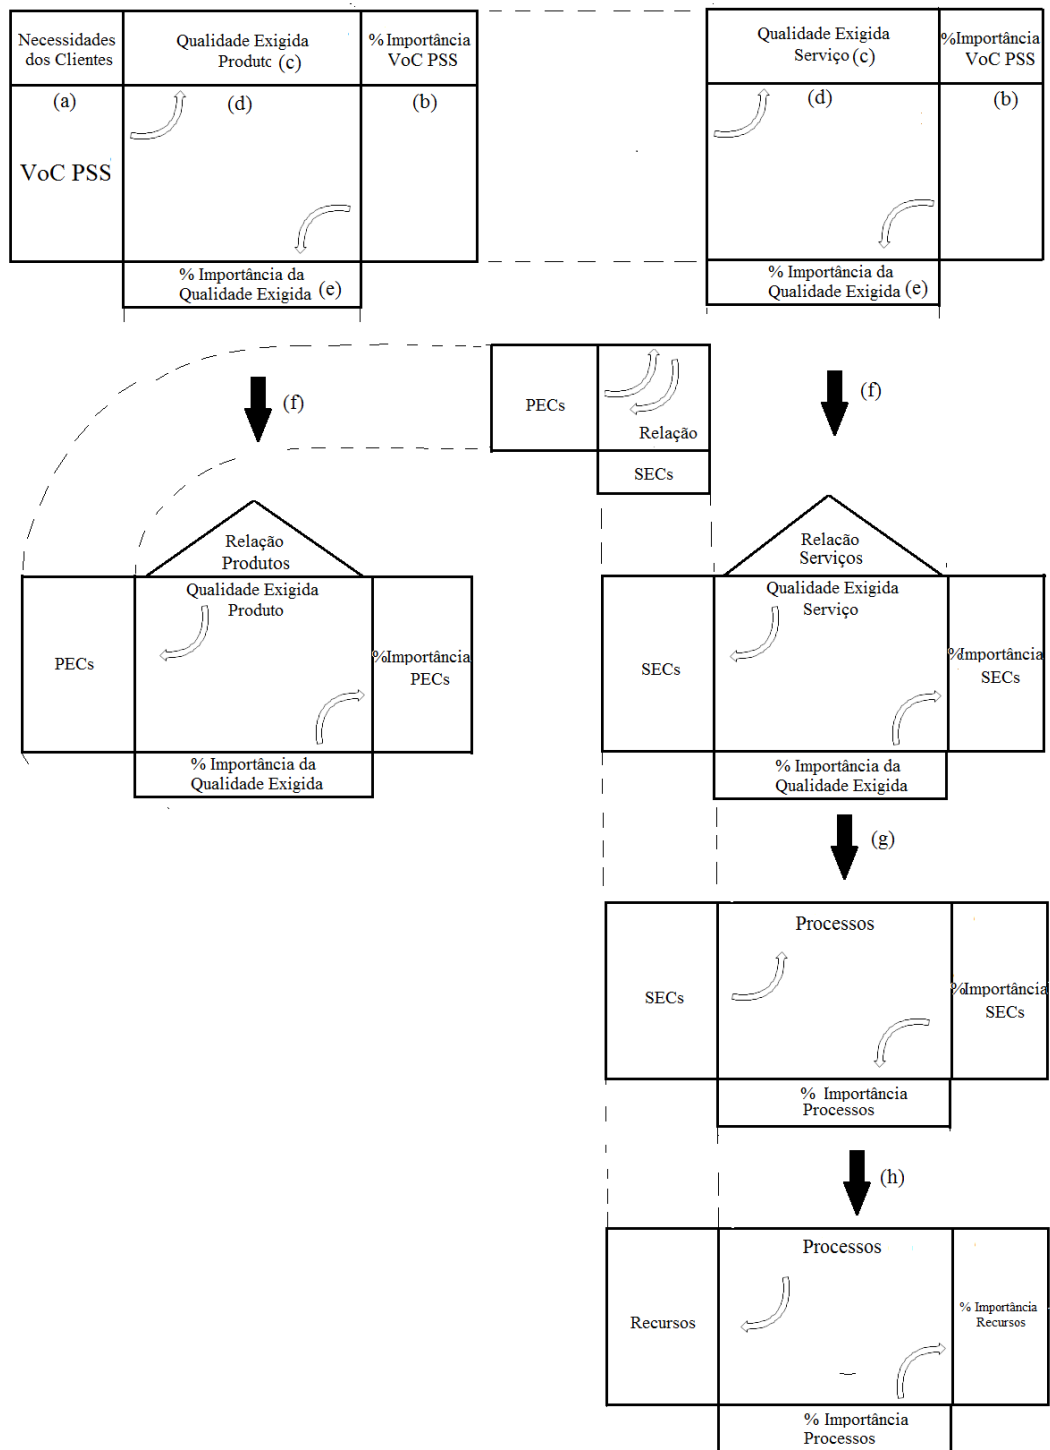 Necessidades
dos Clientes
Qualidade Exigida
Produto (c)
% Importância
VoC PSS
(a)
(d)
(b)
VoC PSS
% Importância da
Qualidade Exigida (e)
Qualidade Exigida
Serviço (c)
%Importância
VoC PSS
(d)
(b)
% Importância da
Qualidade Exigida (e)
(f)
PECs
Relação
SECs
(f)
Relação
Produtos
Qualidade Exigida
Produto
PECs
%Importância
PECs
% Importância da
Qualidade Exigida
Relacão
Serviços
Qualidade Exigida
Serviço
SECs
%Importância
SECs
% Importância da
Qualidade Exigida
(g)
Processos
SECs
%Importância
SECs
% Importância
Processos
(h)
Processos
Recursos
% Importância
Recursos
% Importância
Processos